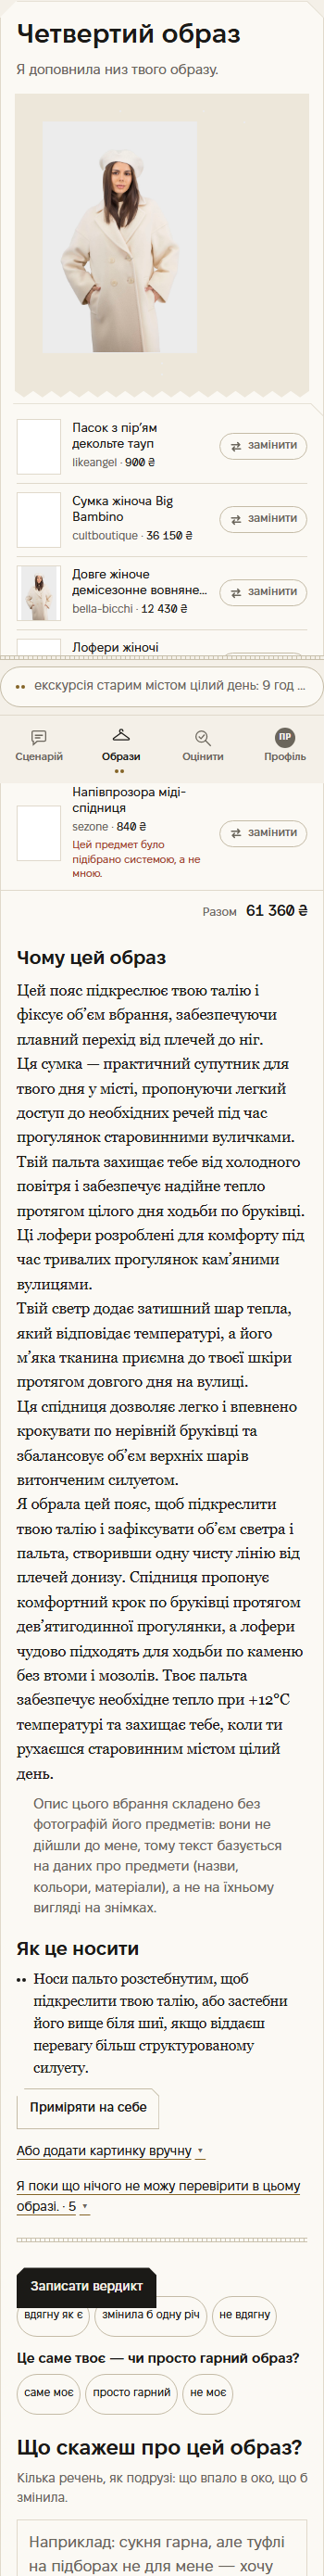 Четвертий образ
Я доповнила низ твого образу.
Пасок з пір’ям
декольте тауп
likeangel · 900 ₴
замінити
Сумка жіноча Big
Bambino
cultboutique · 36 150 ₴
замінити
Довге жіноче
демісезонне вовняне...
bella-bicchi · 12 430 ₴
замінити
Лофери жіночі
екскурсія старим містом цілий день: 9 год ...
Сценарій
Образи
Оцінити
ПР
Профіль
Напівпрозора міді-
спідниця
sezone · 840 ₴
Цей предмет було
підібрано системою, а не
мною.
замінити
Разом 61 360 ₴
Чому цей образ
Цей пояс підкреслює твою талію і
фіксує об’єм вбрання, забезпечуючи
плавний перехід від плечей до ніг.
Ця сумка — практичний супутник для
твого дня у місті, пропонуючи легкий
доступ до необхідних речей під час
прогулянок старовинними вуличками.
Твій пальта захищає тебе від холодного
повітря і забезпечує надійне тепло
протягом цілого дня ходьби по бруківці.
Ці лофери розроблені для комфорту під
час тривалих прогулянок кам’яними
вулицями.
Твій светр додає затишний шар тепла,
який відповідає температурі, а його
м’яка тканина приємна до твоєї шкіри
протягом довгого дня на вулиці.
Ця спідниця дозволяє легко і впевнено
крокувати по нерівній бруківці та
збалансовує об’єм верхніх шарів
витонченим силуетом.
Я обрала цей пояс, щоб підкреслити
твою талію і зафіксувати об’єм светра і
пальта, створивши одну чисту лінію від
плечей донизу. Спідниця пропонує
комфортний крок по бруківці протягом
дев’ятигодинної прогулянки, а лофери
чудово підходять для ходьби по каменю
без втоми і мозолів. Твоє пальта
забезпечує необхідне тепло при +12°C
температурі та захищає тебе, коли ти
рухаєшся старовинним містом цілий
день.
Опис цього вбрання складено без
фотографій його предметів: вони не
дійшли до мене, тому текст базується
на даних про предмети (назви,
кольори, матеріали), а не на їхньому
вигляді на знімках.
Як це носити
Носи пальто розстебнутим, щоб
підкреслити твою талію, або застебни
його вище біля шиї, якщо віддаєш
перевагу більш структурованому
силуету.
Приміряти на себе
Або додати картинку вручну
Я поки що нічого не можу перевірити в цьому
образі. · 5
Записати вердикт
вдягну як є
змінила б одну річ
не вдягну
Це саме твоє — чи просто гарний образ?
саме моє
просто гарний
не моє
Що скажеш про цей образ?
Кілька речень, як подрузі: що впало в око, що б
змінила.
Наприклад: сукня гарна, але туфлі
на підборах не для мене — хочу